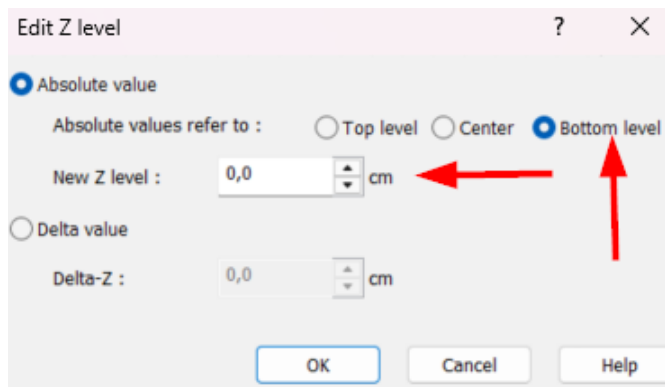 Edit Z level ?
Absolute value
Absolute values refer to : Top level Center Bottom level
New Z level : 0,0 cm
Delta value
Delta-Z : 0,0 cm
OK Cancel Help